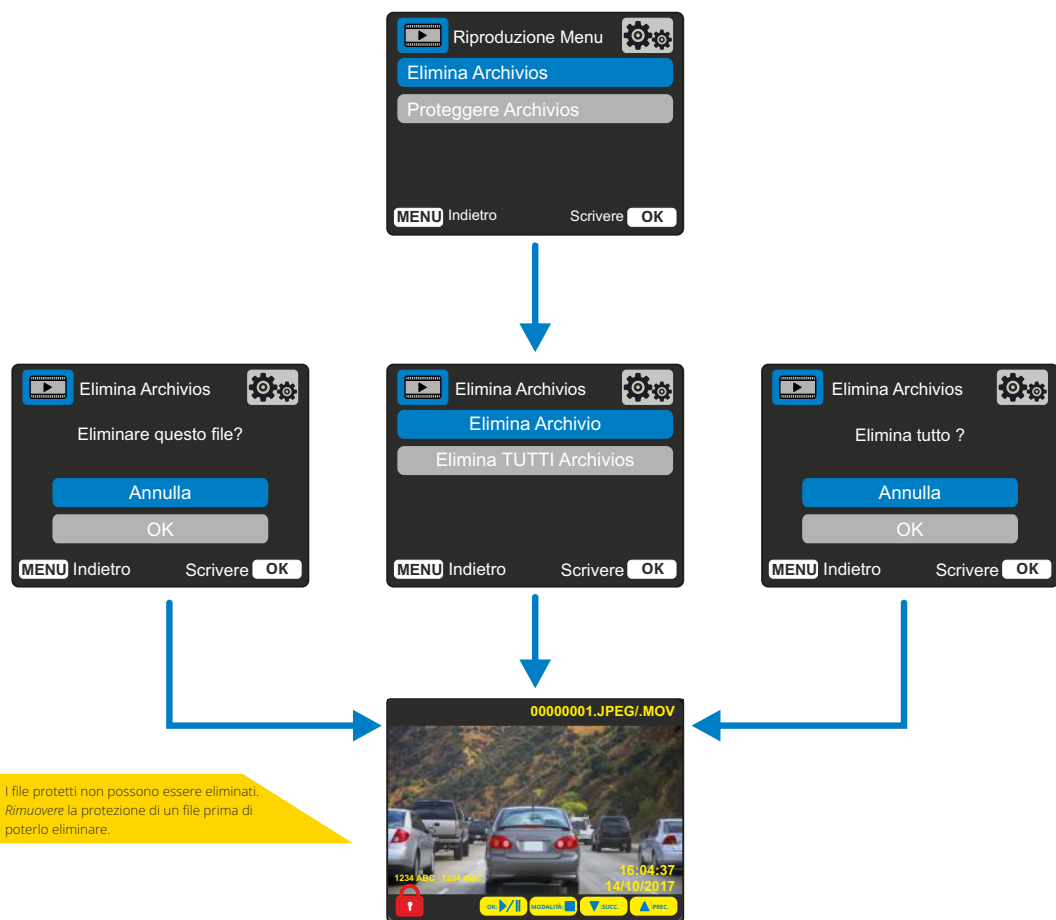 Riproduzione Menu
Elimina Archivios
Proteggere Archivios
MENU Indietro Scrivere OK
Elimina Archivios
Eliminare questo file?
Annulla
OK
MENU Indietro Scrivere OK
Elimina Archivios
Elimina Archivio
Elimina TUTTI Archivios
MENU Indietro Scrivere OK
Elimina Archivios
Elimina tutto ?
Annulla
OK
MENU Indietro Scrivere OK
00000001.JPEG/.MOV
I file protetti non possono essere eliminati.
Rimuovere la protezione di un file prima di
poterlo eliminare.
16:04:37
1234 ABC 1234 ABC
14/10/2017
OK: MODALITÀ: :SUCC. :PREC.